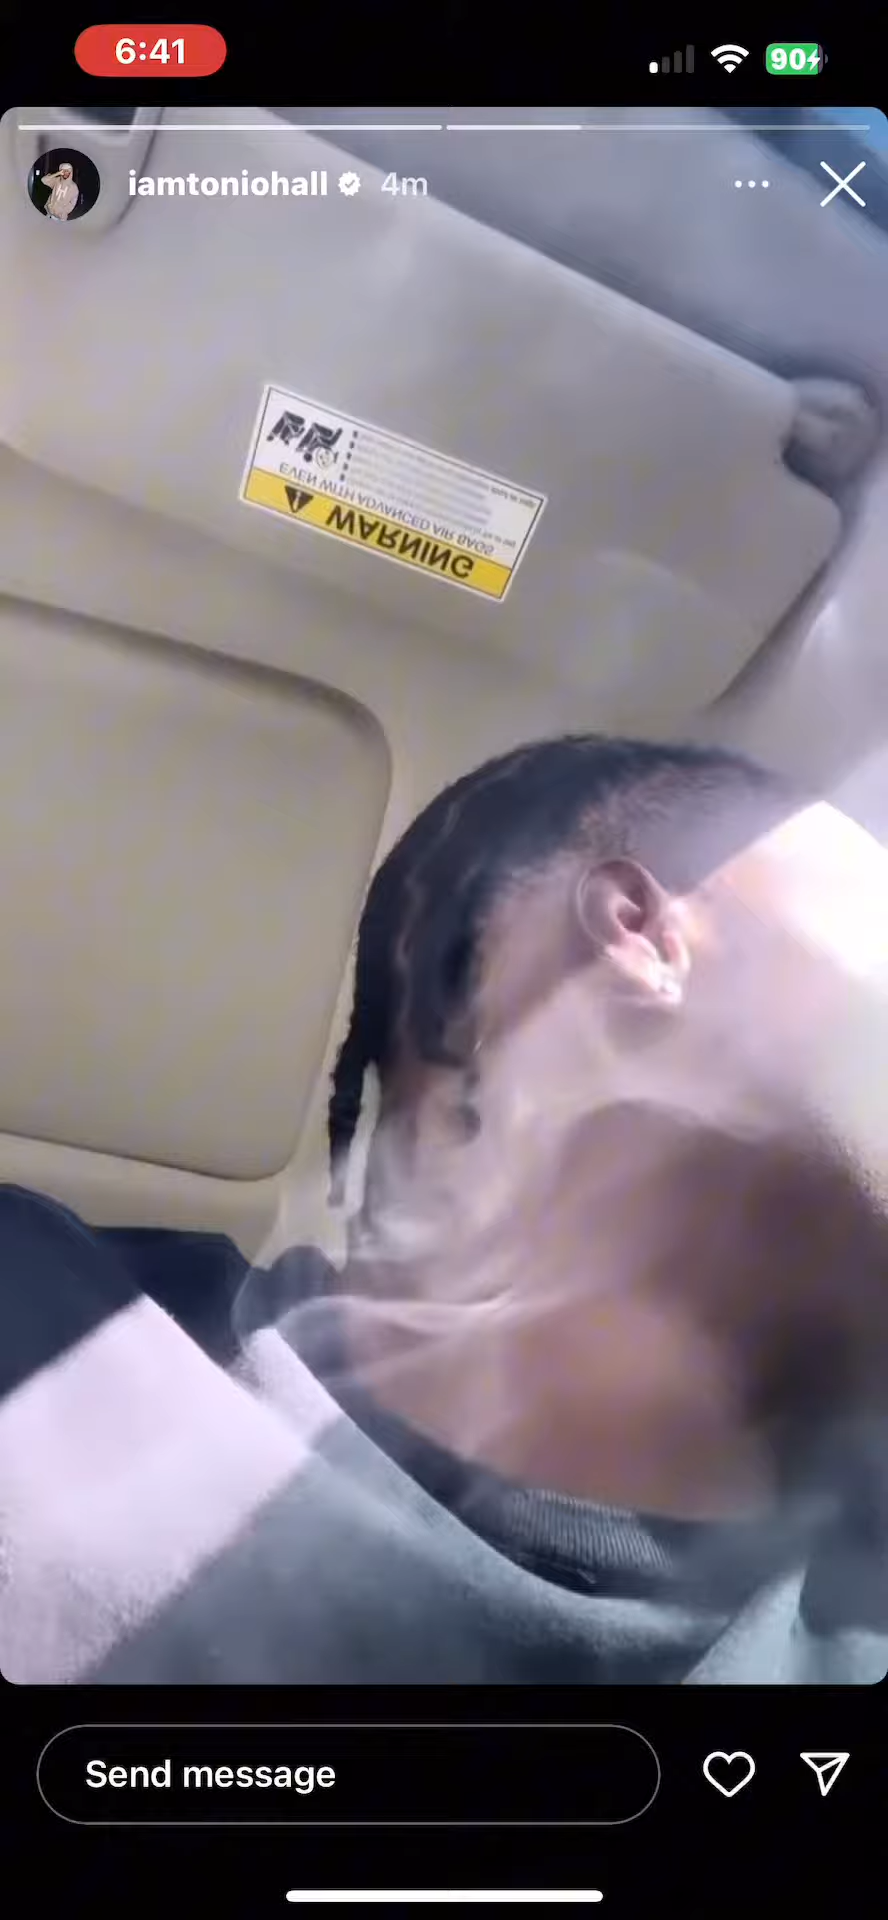 6:41
90
iamtoniohall 4m
WARNING
EVEN WITH ADVANCED AIR BAGS
Send message